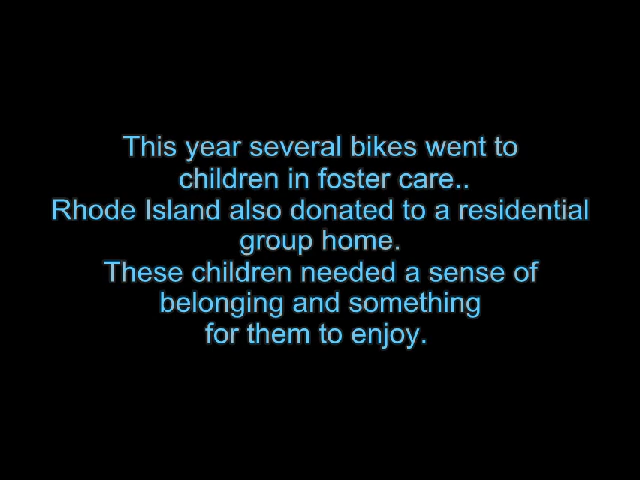 This year several bikes went to
children in foster care..
Rhode Island also donated to a residential
group home.
These children needed a sense of
belonging and something
for them to enjoy.